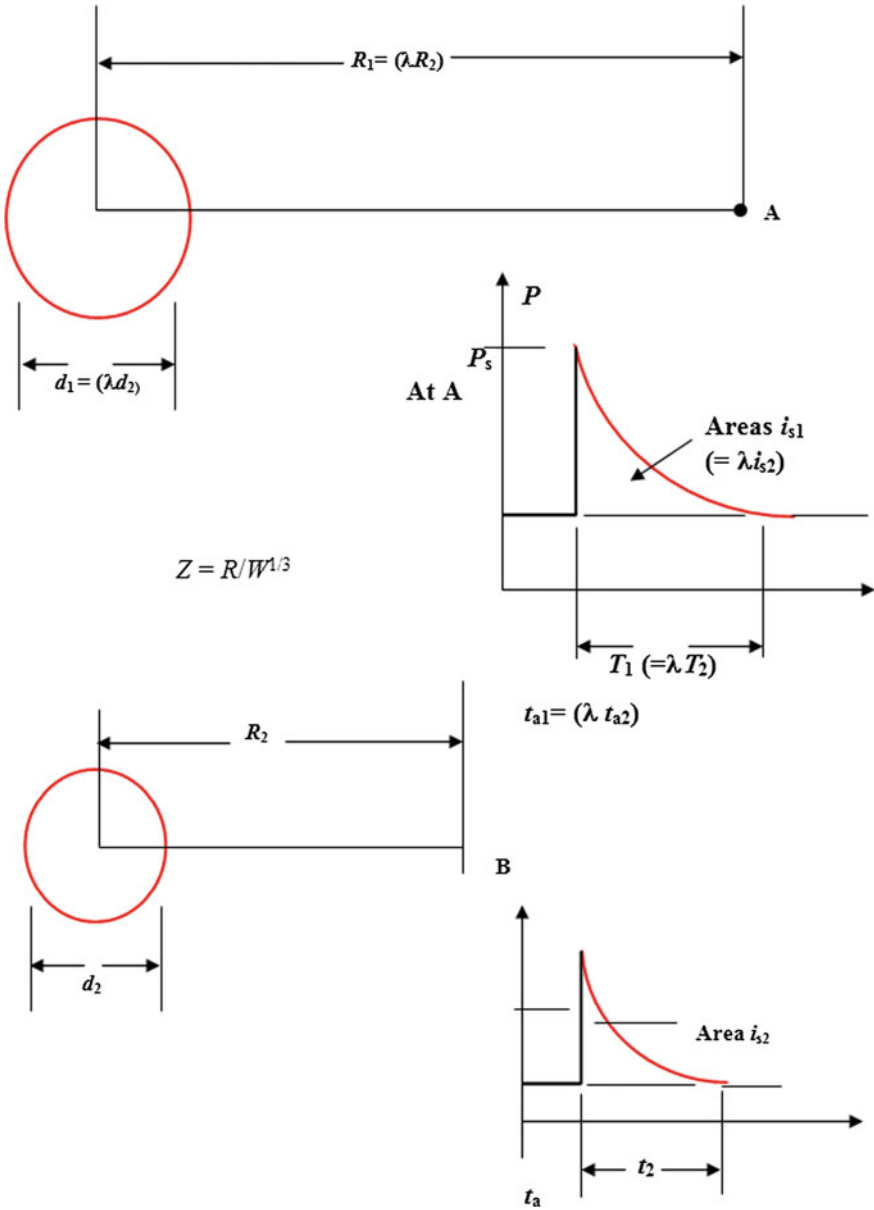 R₁= (λR₂)
A
d₁= (λd₂)
P
Pₛ
At A
Areas iₛ₁
(= λiₛ₂)
Z = R/W^1/3
T₁ (=λ T₂)
tₐ₁= (λ tₐ₂)
R₂
B
d₂
Area iₛ₂
t₂
tₐ